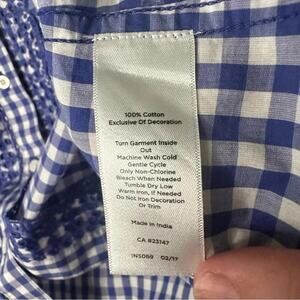 100% Cotton
Exclusive Of Decoration
Turn Garment Inside
Out
Machine Wash Cold
Gentle Cycle
Only Non-Chlorine
Bleach When Needed
Tumble Dry Low
Warm Iron, If Needed
Do Not Iron Decoration
Or Trim
Made in India
CA #23147
INS069 02/17